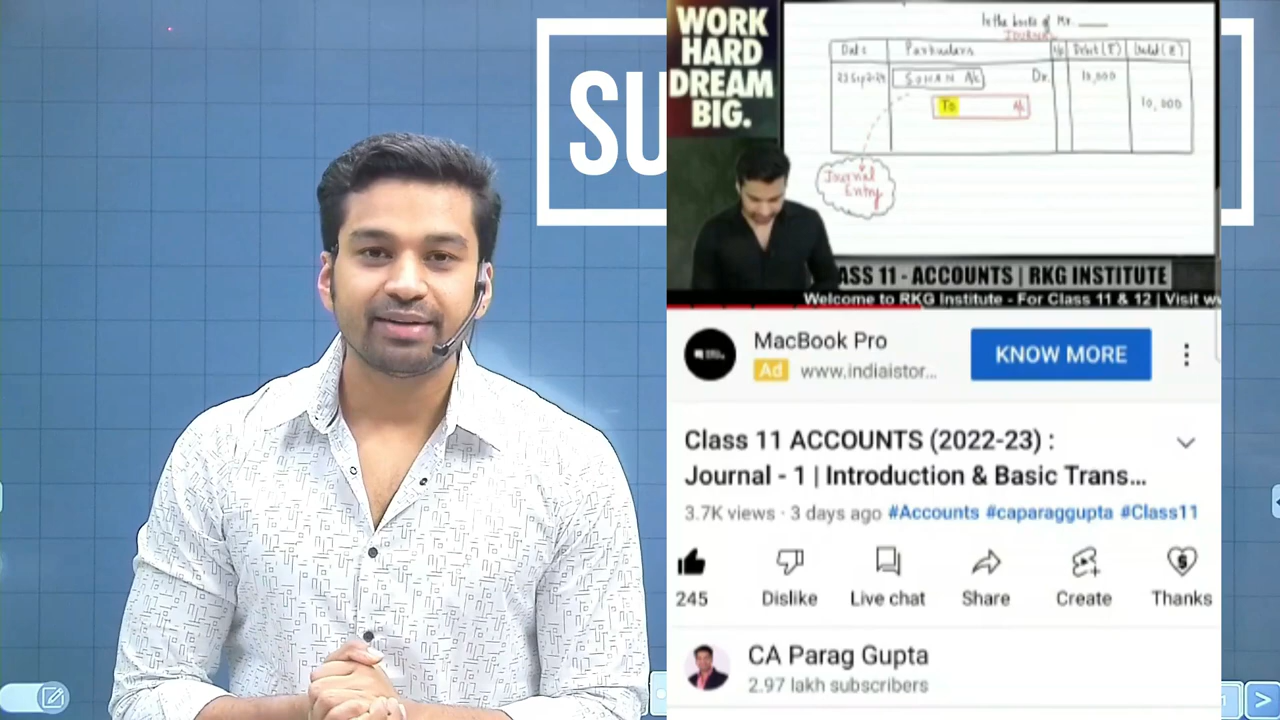 SU
WORK
HARD
DREAM
BIG.
In the books of Mr.
Journal
Date Particulars Debit (₹)
SOHAN A/c Dr. 10,000
To 10,000
Journal
Entry
ASS 11 - ACCOUNTS | RKG INSTITUTE
Welcome to RKG Institute - For Class 11 & 12 | Visit
MacBook Pro
Ad www.indiaistor...
KNOW MORE
Class 11 ACCOUNTS (2022-23) :
Journal - 1 | Introduction & Basic Trans...
3.7K views · 3 days ago #Accounts #caparaggupta #Class11
245 Dislike Live chat Share Create Thanks
CA Parag Gupta
2.97 lakh subscribers